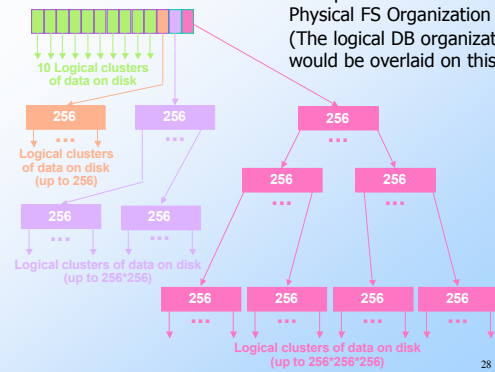 Physical FS Organization
(The logical DB organizat
would be overlaid on this
10 Logical clusters
of data on disk
256
...
Logical clusters
of data on disk
(up to 256)
256
...
256
...
256
...
Logical clusters of data on disk
(up to 256*256)
256
...
256
...
256
...
256
...
256
...
256
...
256
...
Logical clusters of data on disk
(up to 256*256*256)
28